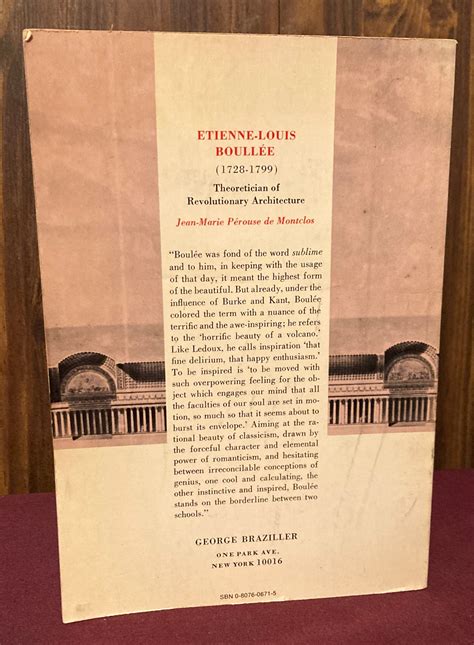 ETIENNE-LOUIS
BOULLÉE
(1728-1799)
Theoretician of
Revolutionary Architecture
Jean-Marie Pérouse de Montclos
“Boulée was fond of the word sublime
and to him, in keeping with the usage
of that day, it meant the highest form
of the beautiful. But already, under the
influence of Burke and Kant, Boulée
colored the term with a nuance of the
terrific and the awe-inspiring; he refers
to the ‘horrific beauty of a volcano.’
Like Ledoux, he calls inspiration ‘that
fine delirium, that happy enthusiasm.’
To be inspired is ‘to be moved with
such overpowering feeling for the ob-
ject which engages our mind that all
the faculties of our soul are set in mo-
tion, so much so that it seems about to
burst its envelope.’ Aiming at the ra-
tional beauty of classicism, drawn by
the forceful character and elemental
power of romanticism, and hesitating
between irreconcilable conceptions of
genius, one cool and calculating, the
other instinctive and inspired, Boulée
stands on the borderline between two
schools.”
GEORGE BRAZILLER
ONE PARK AVE.
NEW YORK 10016
SBN 0-8076-0671-5